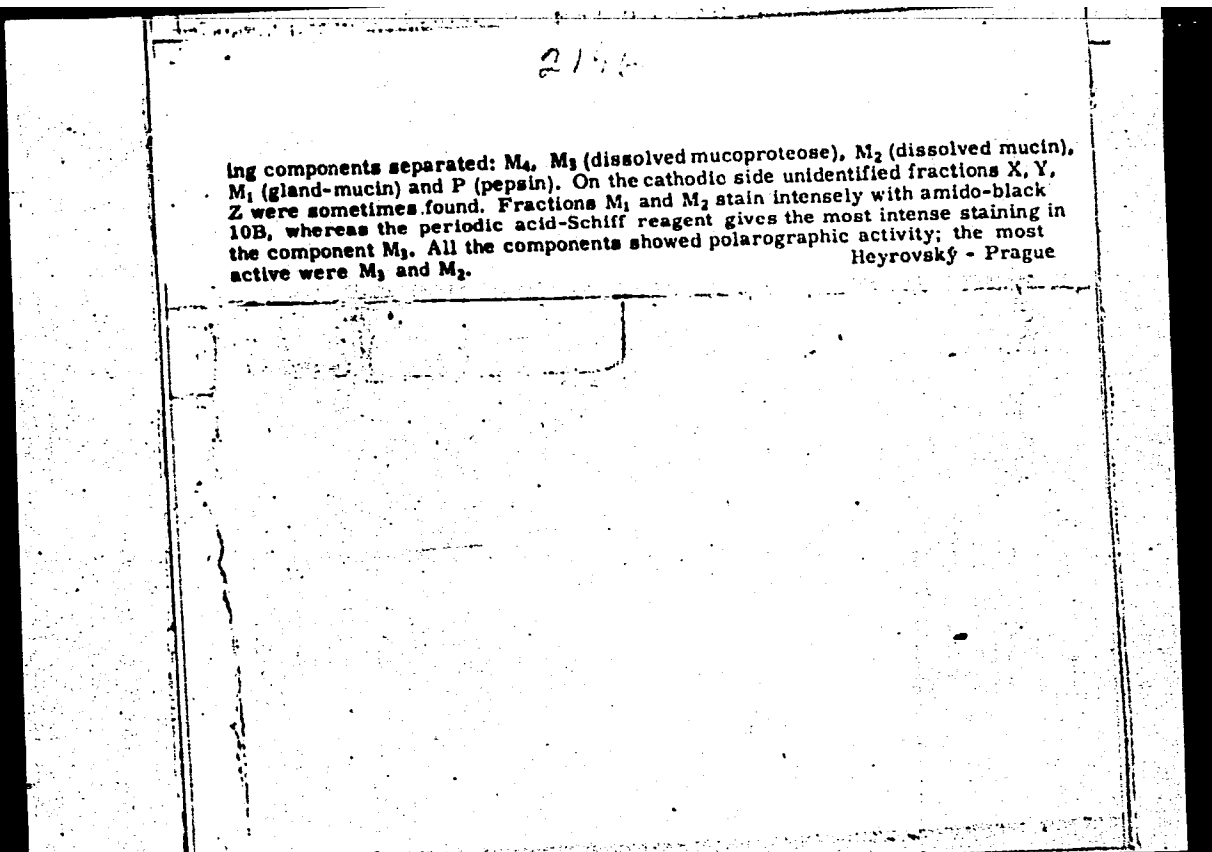 ing components separated: M₄, M₃ (dissolved mucoproteose), M₂ (dissolved mucin),
M₁ (gland-mucin) and P (pepsin). On the cathodic side unidentified fractions X, Y,
Z were sometimes found. Fractions M₁ and M₂ stain intensely with amido-black
10B, whereas the periodic acid-Schiff reagent gives the most intense staining in
the component M₃. All the components showed polarographic activity; the most
active were M₃ and M₂.
Heyrovský - Prague